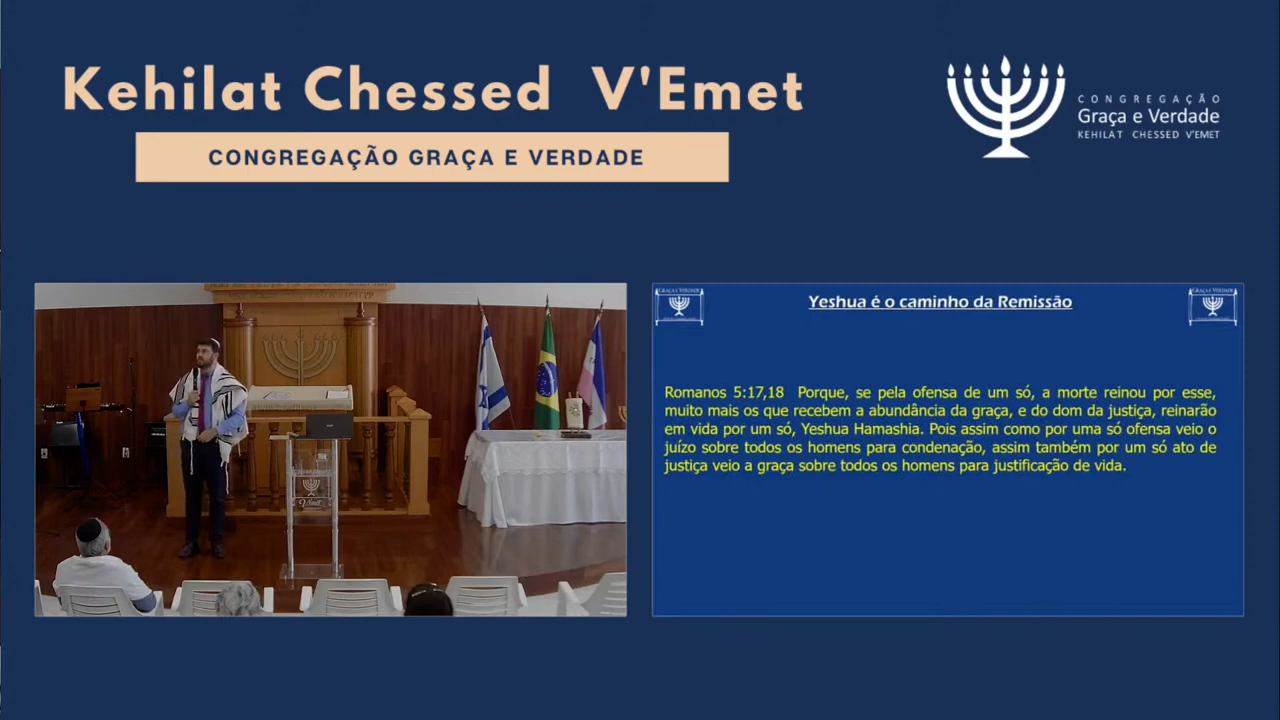 Kehilat Chessed V'Emet
CONGREGAÇÃO GRAÇA E VERDADE
CONGREGAÇÃO
Graça e Verdade
KEHILAT CHESSED V'EMET
GRAÇA E VERDADE
Yeshua é o caminho da Remissão
GRAÇA E VERDADE
Romanos 5:17,18 Porque, se pela ofensa de um só, a morte reinou por esse,
muito mais os que recebem a abundância da graça, e do dom da justiça, reinarão
em vida por um só, Yeshua Hamashia. Pois assim como por uma só ofensa veio o
juízo sobre todos os homens para condenação, assim também por um só ato de
justiça veio a graça sobre todos os homens para justificação de vida.